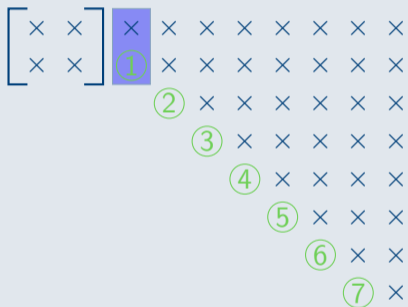 [× ×] × × × × × × × ×
[× ×] ① × × × × × × ×
② × × × × × ×
③ × × × × ×
④ × × × ×
⑤ × × ×
⑥ × ×
⑦ ×